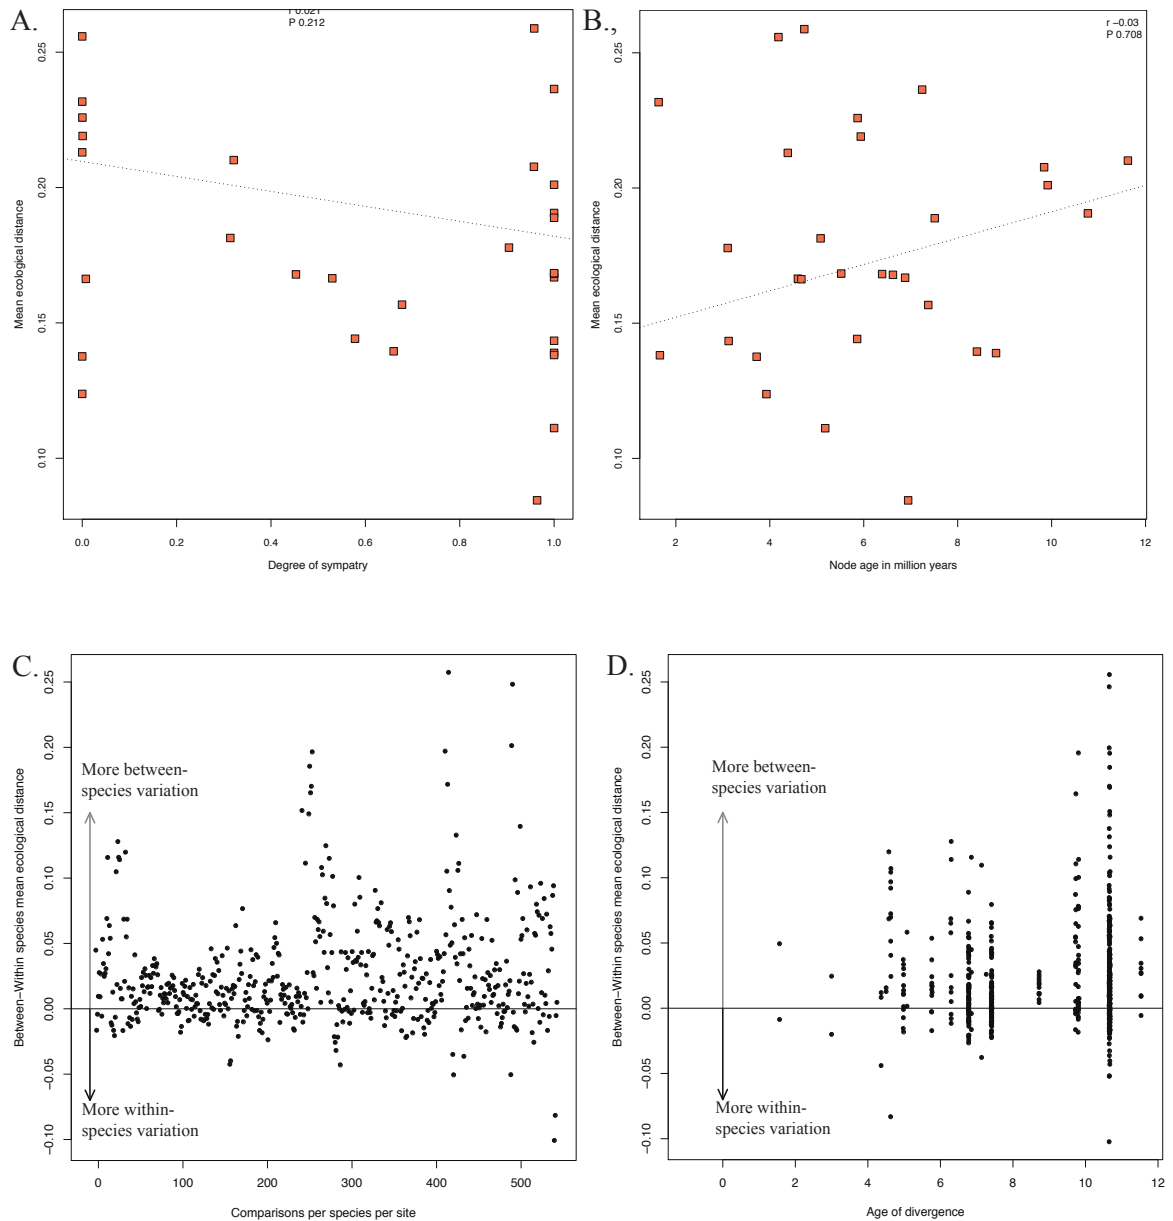 A.
r 0.021
P 0.212
0.25
0.20
0.15
0.10
Mean ecological distance
0.0 0.2 0.4 0.6 0.8 1.0
Degree of sympatry
B.,
r −0.03
P 0.708
0.25
0.20
0.15
0.10
Mean ecological distance
2 4 6 8 10 12
Node age in million years
C.
0.25
0.20
0.15
0.10
0.05
0.00
−0.05
−0.10
Between−Within species mean ecological distance
More between-
species variation
More within-
species variation
0 100 200 300 400 500
Comparisons per species per site
D.
0.25
0.20
0.15
0.10
0.05
0.00
−0.05
−0.10
Between−Within species mean ecological distance
More between-
species variation
More within-
species variation
0 2 4 6 8 10 12
Age of divergence